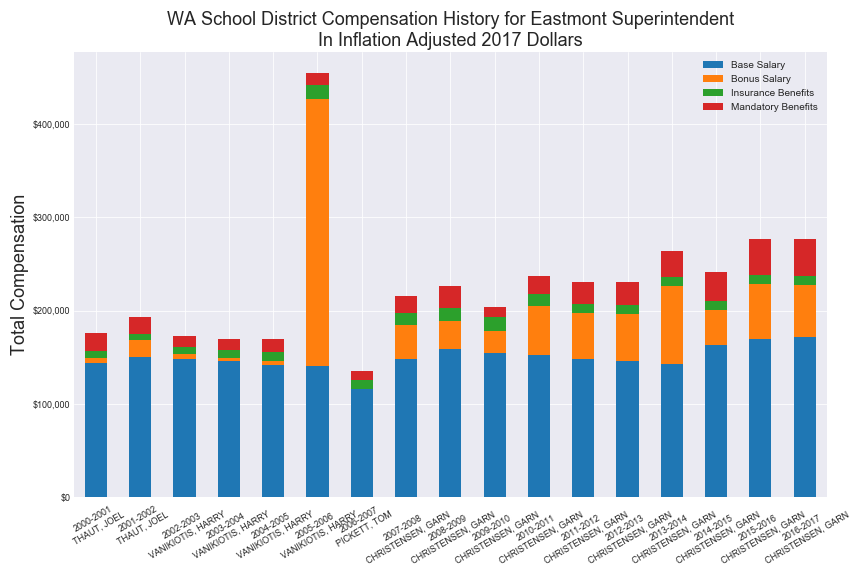 WA School District Compensation History for Eastmont Superintendent
In Inflation Adjusted 2017 Dollars
Base Salary
Bonus Salary
Insurance Benefits
Mandatory Benefits
Total Compensation
$400,000
$300,000
$200,000
$100,000
$0
2000-2001
THAUT, JOEL
2001-2002
THAUT, JOEL
2002-2003
VANIKIOTIS, HARRY
2003-2004
VANIKIOTIS, HARRY
2004-2005
VANIKIOTIS, HARRY
2005-2006
VANIKIOTIS, HARRY
2006-2007
PICKETT, TOM
2007-2008
CHRISTENSEN, GARN
2008-2009
CHRISTENSEN, GARN
2009-2010
CHRISTENSEN, GARN
2010-2011
CHRISTENSEN, GARN
2011-2012
CHRISTENSEN, GARN
2012-2013
CHRISTENSEN, GARN
2013-2014
CHRISTENSEN, GARN
2014-2015
CHRISTENSEN, GARN
2015-2016
CHRISTENSEN, GARN
2016-2017
CHRISTENSEN, GARN